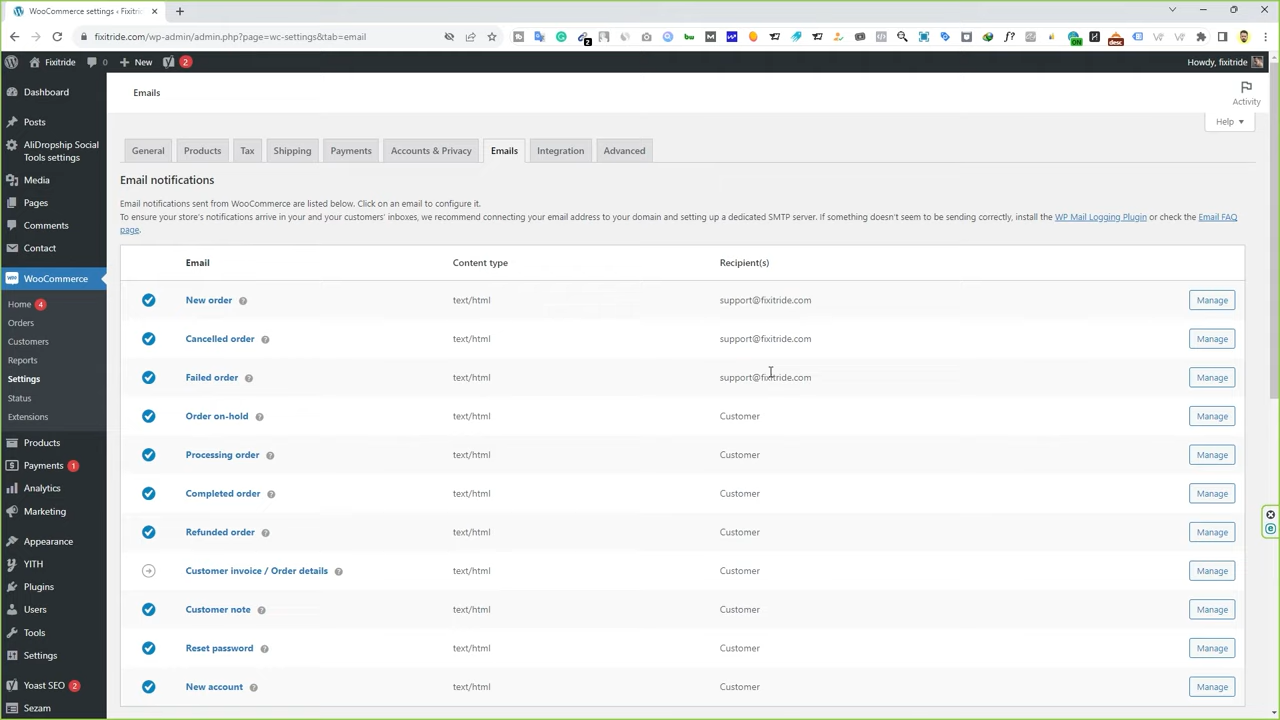 WooCommerce settings ‹ Fixitri
fixitride.com/wp-admin/admin.php?page=wc-settings&tab=email
Fixitride
0
New
2
Howdy, fixitride
Dashboard
Posts
AliDropship Social
Tools settings
Media
Pages
Comments
Contact
WooCommerce
Home 4
Orders
Customers
Reports
Settings
Status
Extensions
Products
Payments 1
Analytics
Marketing
Appearance
YITH
Plugins
Users
Tools
Settings
Yoast SEO 2
Sezam
Emails
Activity
Help
General Products Tax Shipping Payments Accounts & Privacy Emails Integration Advanced
Email notifications
Email notifications sent from WooCommerce are listed below. Click on an email to configure it.
To ensure your store's notifications arrive in your and your customers' inboxes, we recommend connecting your email address to your domain and setting up a dedicated SMTP server. If something doesn't seem to be sending correctly, install the WP Mail Logging Plugin or check the Email FAQ
page.
Email Content type Recipient(s)
New order text/html support@fixitride.com Manage
Cancelled order text/html support@fixitride.com Manage
Failed order text/html support@fixitride.com Manage
Order on-hold text/html Customer Manage
Processing order text/html Customer Manage
Completed order text/html Customer Manage
Refunded order text/html Customer Manage
Customer invoice / Order details text/html Customer Manage
Customer note text/html Customer Manage
Reset password text/html Customer Manage
New account text/html Customer Manage